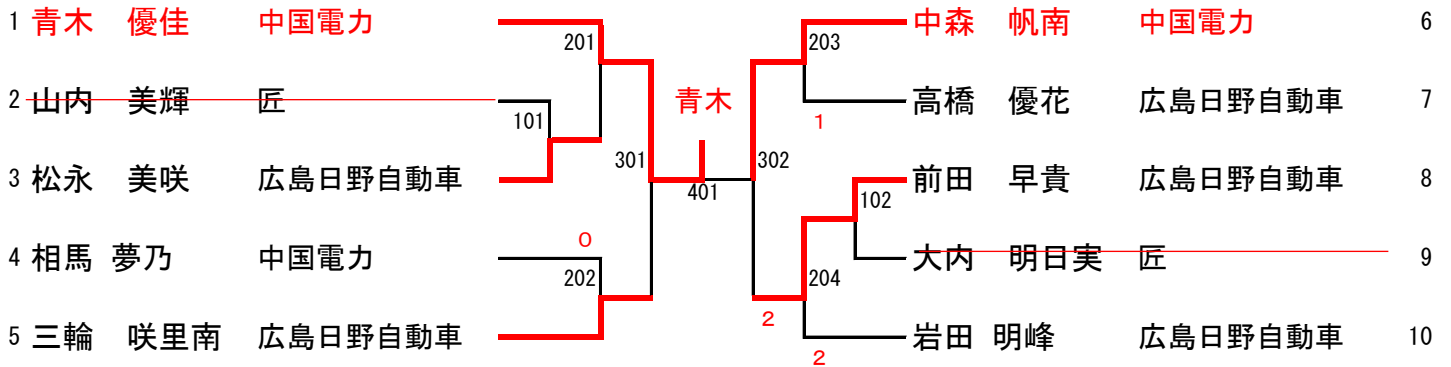 1 青木 優佳 中国電力
201
203
中森 帆南 中国電力 6
2 山内 美輝 匠
101
青木
1
高橋 優花 広島日野自動車 7
3 松永 美咲 広島日野自動車
301
302
401
前田 早貴 広島日野自動車 8
102
4 相馬 夢乃 中国電力
0
202
204
大内 明日実 匠 9
5 三輪 咲里南 広島日野自動車
2
2
岩田 明峰 広島日野自動車 10